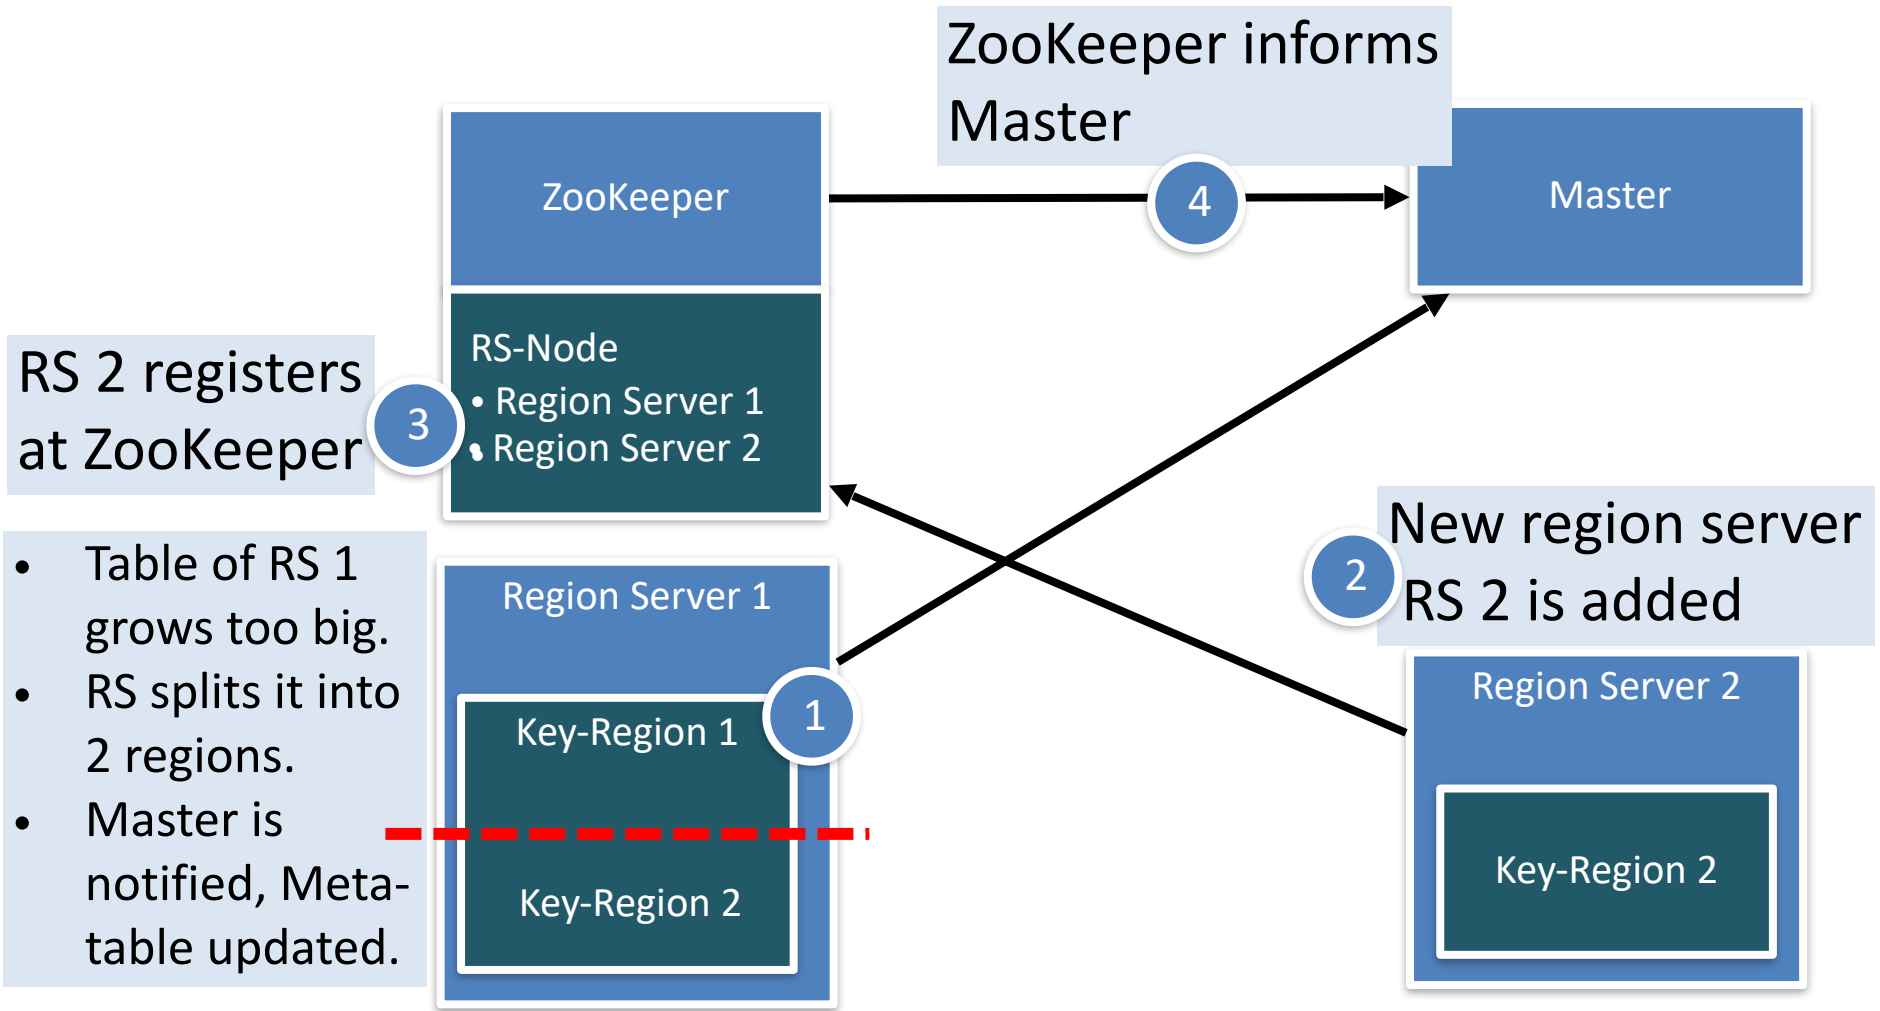 ZooKeeper informs
Master
ZooKeeper
4
Master
RS-Node
• Region Server 1
• Region Server 2
RS 2 registers
at ZooKeeper
3
• Table of RS 1
grows too big.
• RS splits it into
2 regions.
• Master is
notified, Meta-
table updated.
Region Server 1
1
Key-Region 1
Key-Region 2
2
New region server
RS 2 is added
Region Server 2
Key-Region 2